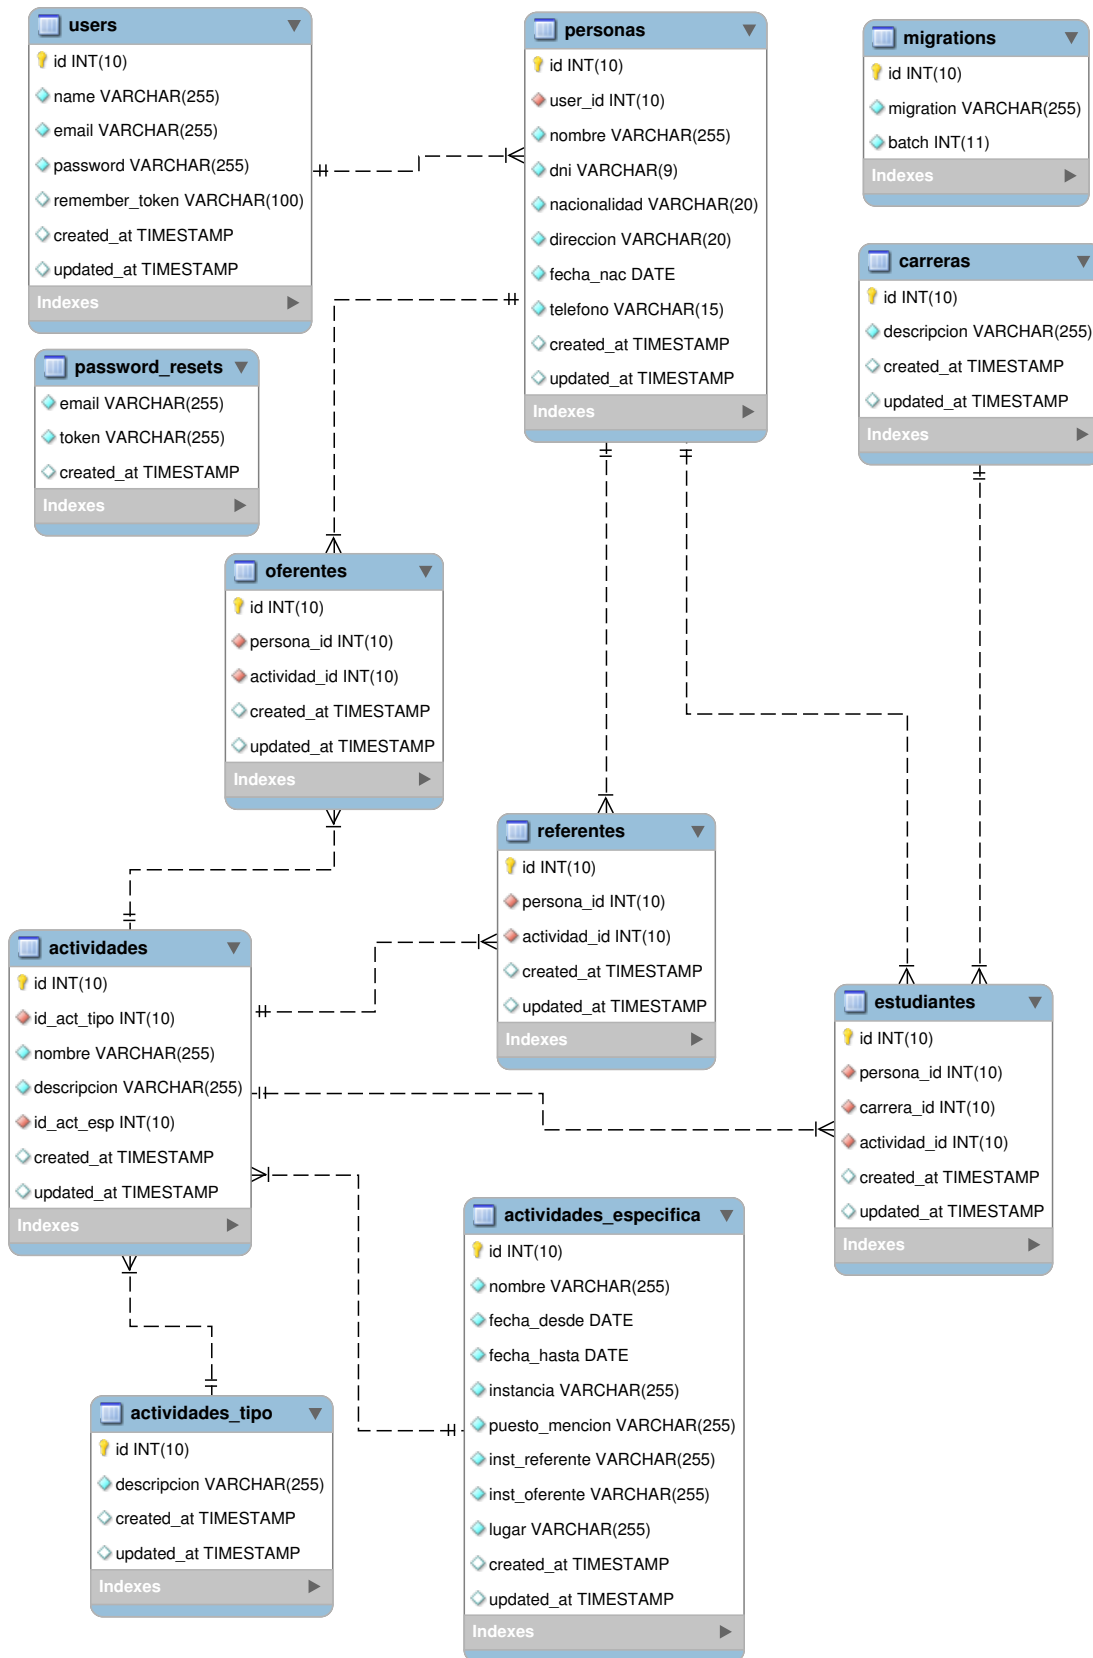 users
id INT(10)
name VARCHAR(255)
email VARCHAR(255)
password VARCHAR(255)
remember_token VARCHAR(100)
created_at TIMESTAMP
updated_at TIMESTAMP
Indexes
personas
id INT(10)
user_id INT(10)
nombre VARCHAR(255)
dni VARCHAR(9)
nacionalidad VARCHAR(20)
direccion VARCHAR(20)
fecha_nac DATE
telefono VARCHAR(15)
created_at TIMESTAMP
updated_at TIMESTAMP
Indexes
migrations
id INT(10)
migration VARCHAR(255)
batch INT(11)
Indexes
carreras
id INT(10)
descripcion VARCHAR(255)
created_at TIMESTAMP
updated_at TIMESTAMP
Indexes
password_resets
email VARCHAR(255)
token VARCHAR(255)
created_at TIMESTAMP
Indexes
oferentes
id INT(10)
persona_id INT(10)
actividad_id INT(10)
created_at TIMESTAMP
updated_at TIMESTAMP
Indexes
referentes
id INT(10)
persona_id INT(10)
actividad_id INT(10)
created_at TIMESTAMP
updated_at TIMESTAMP
Indexes
actividades
id INT(10)
id_act_tipo INT(10)
nombre VARCHAR(255)
descripcion VARCHAR(255)
id_act_esp INT(10)
created_at TIMESTAMP
updated_at TIMESTAMP
Indexes
estudiantes
id INT(10)
persona_id INT(10)
carrera_id INT(10)
actividad_id INT(10)
created_at TIMESTAMP
updated_at TIMESTAMP
Indexes
actividades_especifica
id INT(10)
nombre VARCHAR(255)
fecha_desde DATE
fecha_hasta DATE
instancia VARCHAR(255)
puesto_mencion VARCHAR(255)
inst_referente VARCHAR(255)
inst_oferente VARCHAR(255)
lugar VARCHAR(255)
created_at TIMESTAMP
updated_at TIMESTAMP
Indexes
actividades_tipo
id INT(10)
descripcion VARCHAR(255)
created_at TIMESTAMP
updated_at TIMESTAMP
Indexes